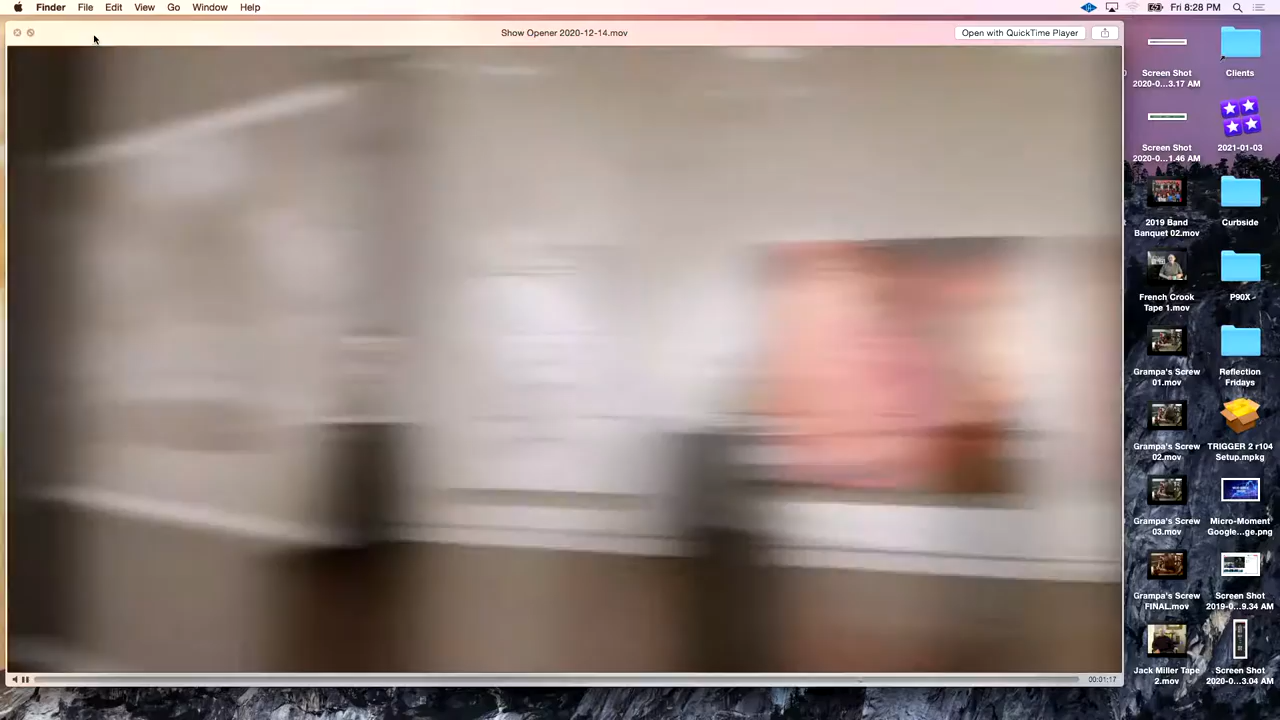 Finder File Edit View Go Window Help
Fri 8:28 PM
Show Opener 2020-12-14.mov
Open with QuickTime Player
Screen Shot
2020-0...3.17 AM
Clients
Screen Shot
2020-0...1.46 AM
2021-01-03
2019 Band
Banquet 02.mov
Curbside
French Crook
Tape 1.mov
P90X
Grampa's Screw
01.mov
Reflection
Fridays
Grampa's Screw
02.mov
TRIGGER 2 r104
Setup.mpkg
Grampa's Screw
03.mov
Micro-Moment
Google...ge.png
Grampa's Screw
FINAL.mov
Screen Shot
2019-0...9.34 AM
Jack Miller Tape
2.mov
Screen Shot
2020-0...3.04 AM
00:01:17